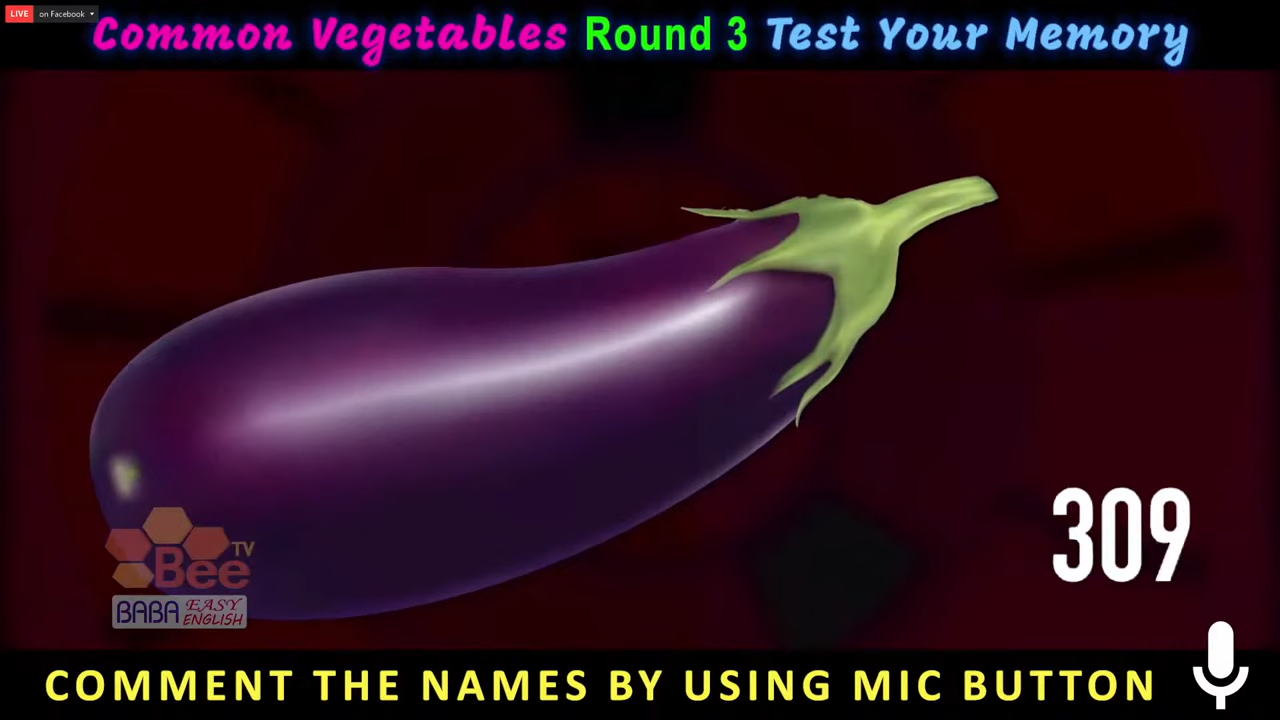 LIVE on Facebook
Common Vegetables Round 3 Test Your Memory
309
Bee TV
BABA EASY ENGLISH
COMMENT THE NAMES BY USING MIC BUTTON